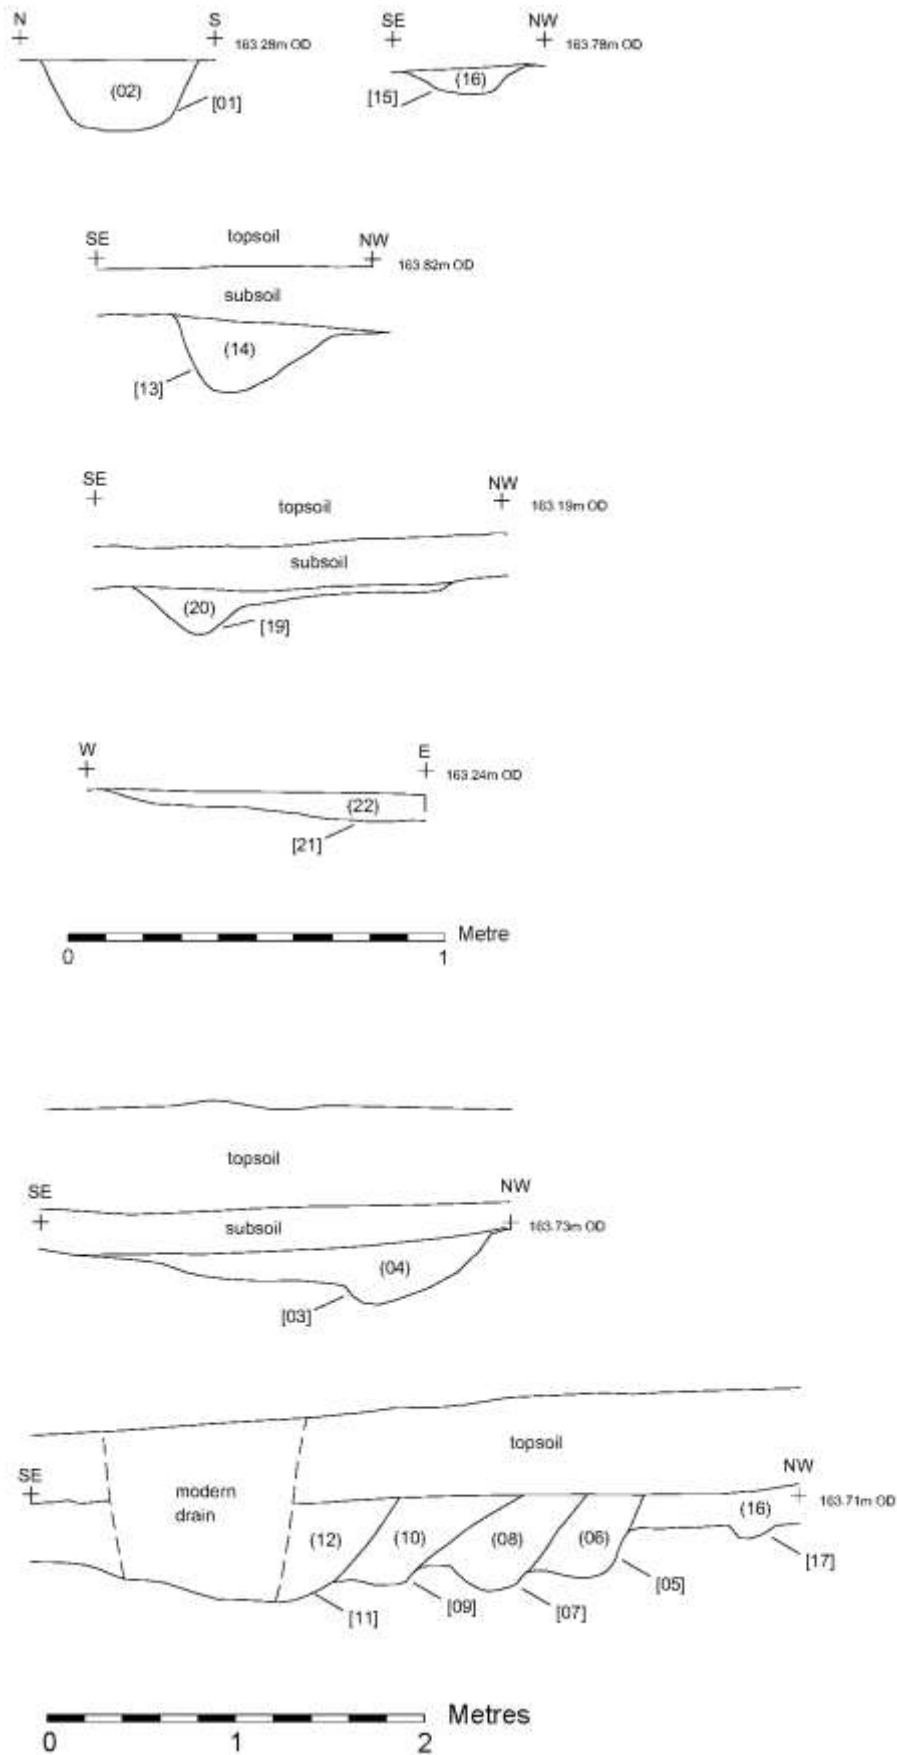 N S 163.28m OD
SE NW 163.78m OD
(02) [01]
(16) [15]
topsoil
SE NW 163.82m OD
subsoil
(14)
[13]
SE NW 163.19m OD
topsoil
subsoil
(20)
[19]
W E 163.24m OD
(22)
[21]
Metre
0 1
topsoil
SE NW
subsoil 163.73m OD
(04)
[03]
topsoil
SE NW
modern drain
(16) 163.71m OD
(12) (10) (08) (06)
[17]
[11] [09] [07] [05]
Metres
0 1 2